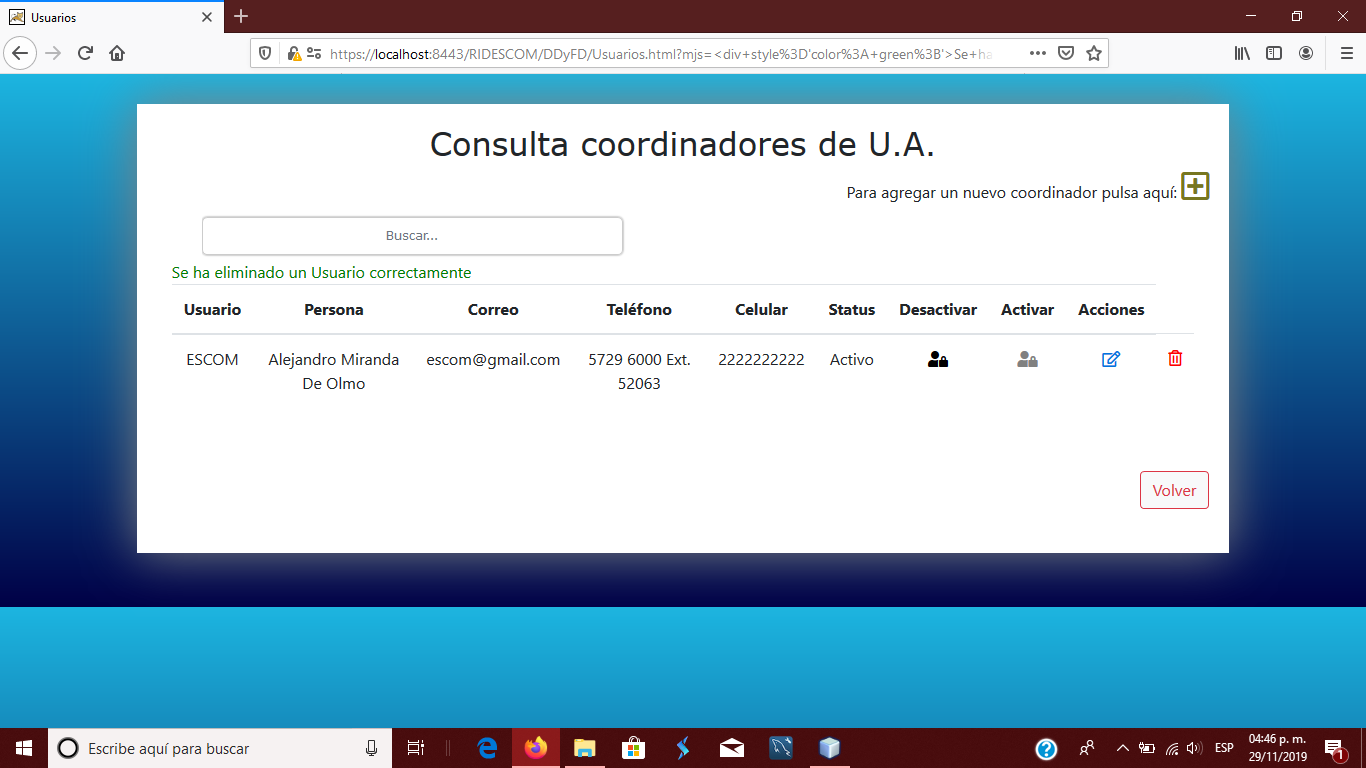 Usuarios
https://localhost:8443/RIDESCOM/DDyFD/Usuarios.html?mjs=<div+style%3D'color%3A+green%3B'>Se+ha
Consulta coordinadores de U.A.
Para agregar un nuevo coordinador pulsa aquí:
Buscar...
Se ha eliminado un Usuario correctamente
Usuario Persona Correo Teléfono Celular Status Desactivar Activar Acciones
ESCOM Alejandro Miranda escom@gmail.com 5729 6000 Ext. 2222222222 Activo
De Olmo 52063
Volver
Escribe aquí para buscar
ESP
04:46 p. m.
29/11/2019
1